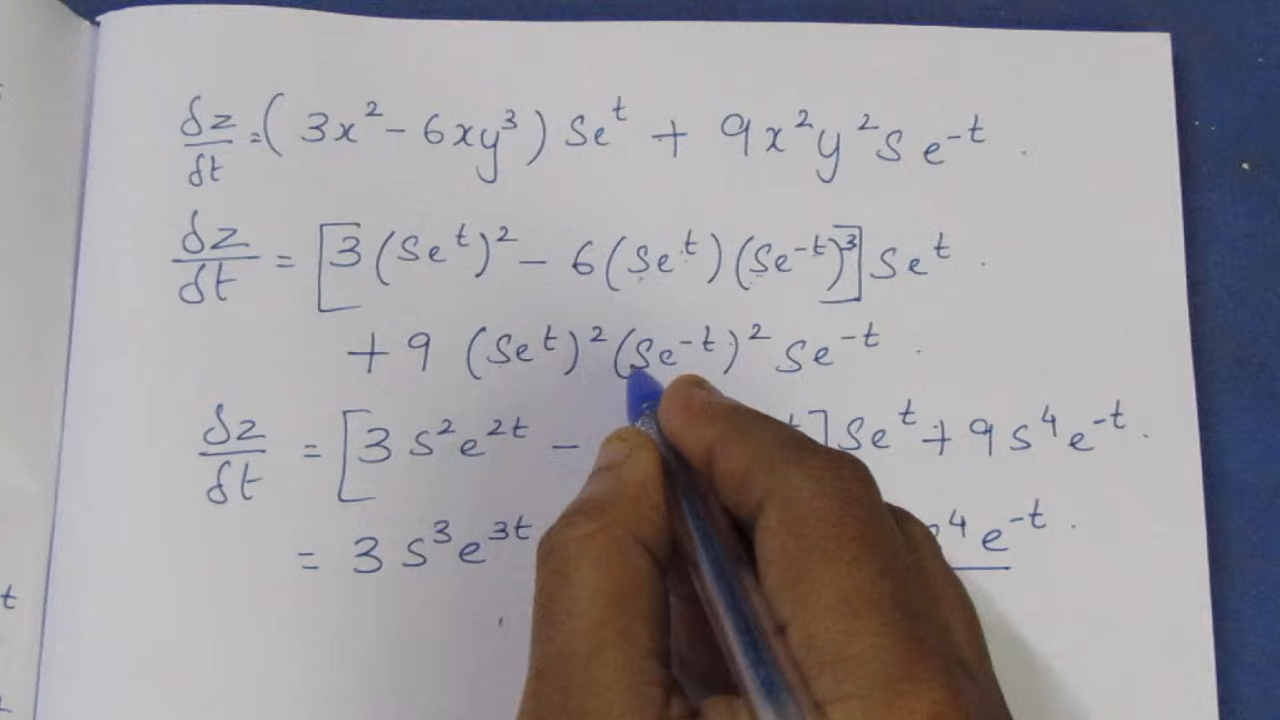 δz/δt = (3x² - 6xy³) Se^t + 9x²y²s e^-t .
δz/δt = [3(Se^t)² - 6(Se^t)(Se^-t)³] Se^t .
+ 9 (Se^t)²(Se^-t)² Se^-t .
δz/δt = [3 s²e^2t - ] Se^t + 9 s⁴e^-t .
= 3 s³e^3t ⁴e^-t .
t